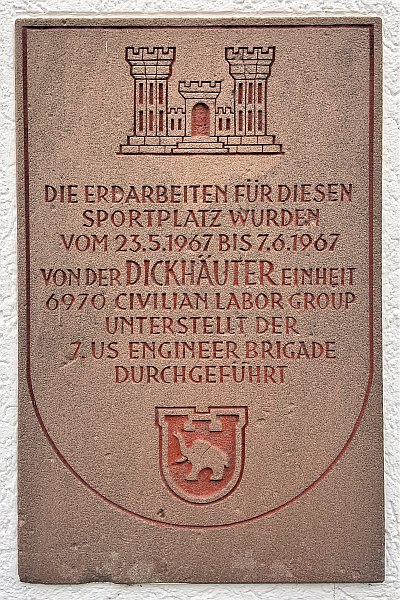 DIE ERDARBEITEN FÜR DIESEN
SPORTPLATZ WURDEN
VOM 23.5.1967 BIS 7.6.1967
VON DER DICKHÄUTER EINHEIT
6970 CIVILIAN LABOR GROUP
UNTERSTELLT DER
7. US ENGINEER BRIGADE
DURCHGEFÜHRT